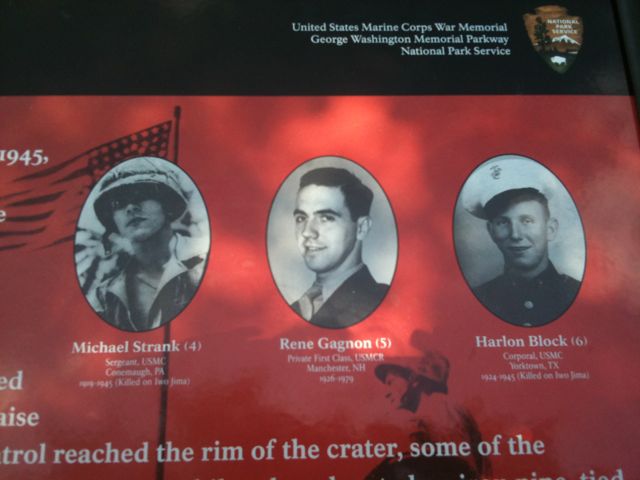 United States Marine Corps War Memorial
George Washington Memorial Parkway
National Park Service
NATIONAL
PARK
SERVICE
1945,
e
Michael Strank (4)
Sergeant, USMC
Conemaugh, PA
1919-1945 (Killed on Iwo Jima)
Rene Gagnon (5)
Private First Class, USMCR
Manchester, NH
1926-1979
Harlon Block (6)
Corporal, USMC
Yorktown, TX
1924-1945 (Killed on Iwo Jima)
ed
aise
trol reached the rim of the crater, some of the